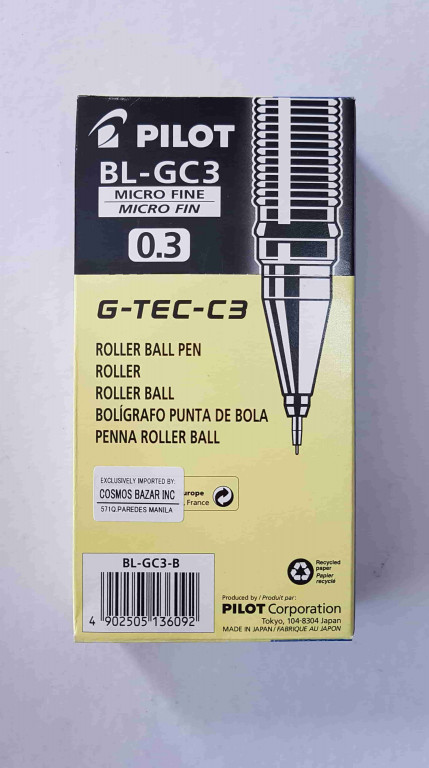 PILOT
BL-GC3
MICRO FINE
MICRO FIN
0.3
G-TEC-C3
ROLLER BALL PEN
ROLLER
ROLLER BALL
BOLÍGRAFO PUNTA DE BOLA
PENNA ROLLER BALL
EXCLUSIVELY IMPORTED BY:
COSMOS BAZAR INC
571Q.PAREDES MANILA
urope
, France
BL-GC3-B
4 902505 136092
Recycled
paper
Papier
recyclé
Produced by / Produit par:
PILOT Corporation
Tokyo, 104-8304 Japan
MADE IN JAPAN / FABRIQUE AU JAPON